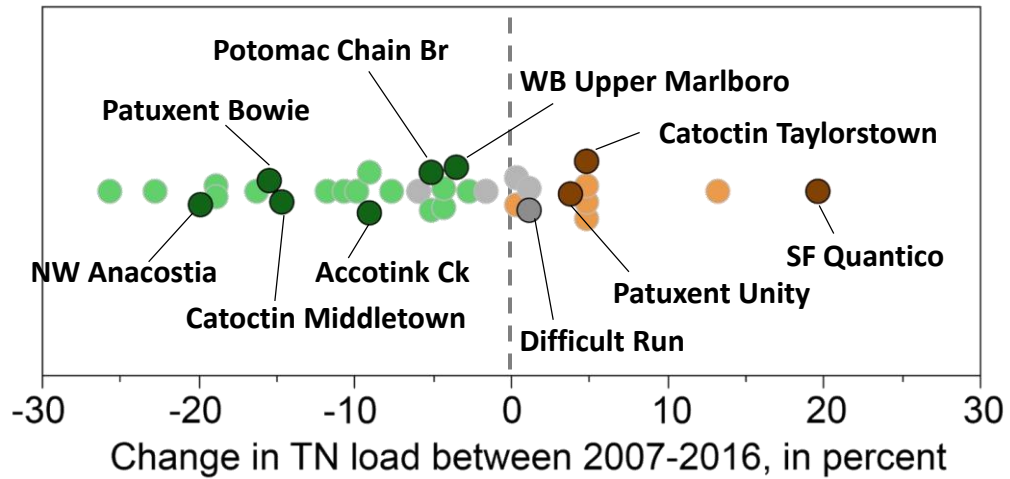 Potomac Chain Br
WB Upper Marlboro
Patuxent Bowie
Catoctin Taylorstown
SF Quantico
NW Anacostia
Accotink Ck
Patuxent Unity
Catoctin Middletown
Difficult Run
-30 -20 -10 0 10 20 30
Change in TN load between 2007-2016, in percent